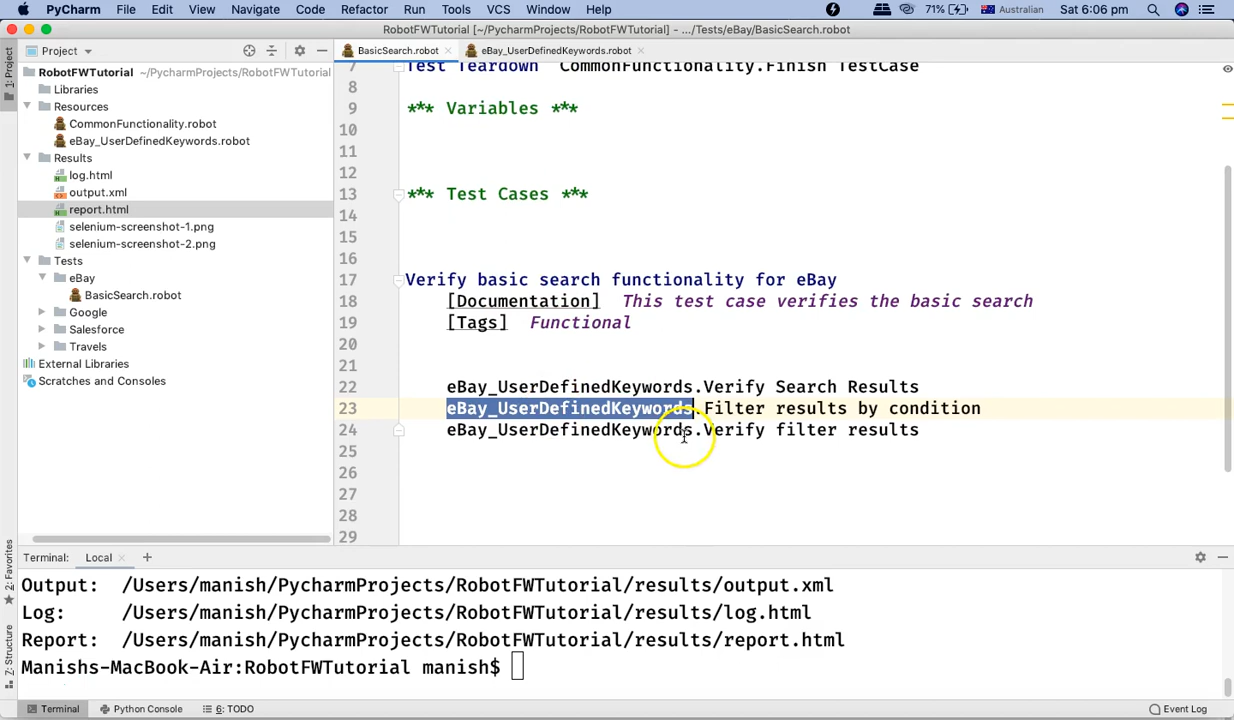 PyCharm File Edit View Navigate Code Refactor Run Tools VCS Window Help 71% Australian Sat 6:06 pm
RobotFWTutorial [~/PycharmProjects/RobotFWTutorial] - .../Tests/eBay/BasicSearch.robot
Project
BasicSearch.robot eBay_UserDefinedKeywords.robot
1: Project
RobotFWTutorial ~/PycharmProjects/RobotFWTutorial
Libraries
Resources
CommonFunctionality.robot
eBay_UserDefinedKeywords.robot
Results
log.html
output.xml
report.html
selenium-screenshot-1.png
selenium-screenshot-2.png
Tests
eBay
BasicSearch.robot
Google
Salesforce
Travels
External Libraries
Scratches and Consoles
7 Test Teardown CommonFunctionality.Finish TestCase
8
9 *** Variables ***
10
11
12
13 *** Test Cases ***
14
15
16
17 Verify basic search functionality for eBay
18 [Documentation] This test case verifies the basic search
19 [Tags] Functional
20
21
22 eBay_UserDefinedKeywords.Verify Search Results
23 eBay_UserDefinedKeywords.Filter results by condition
24 eBay_UserDefinedKeywords.Verify filter results
25
26
27
28
29
2: Favorites
Z: Structure
Terminal: Local +
Output: /Users/manish/PycharmProjects/RobotFWTutorial/results/output.xml
Log: /Users/manish/PycharmProjects/RobotFWTutorial/results/log.html
Report: /Users/manish/PycharmProjects/RobotFWTutorial/results/report.html
Manishs-MacBook-Air:RobotFWTutorial manish$
Terminal Python Console 6: TODO Event Log